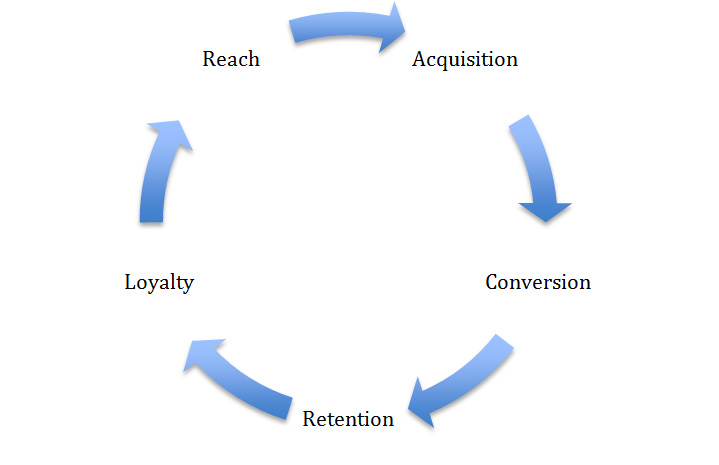 Reach
Acquisition
Conversion
Retention
Loyalty